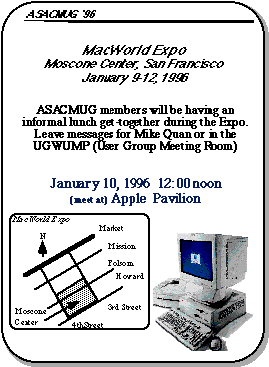 ASACMUG '96
MacWorld Expo
Moscone Center, San Francisco
January 9-12, 1996
ASACMUG members will be having an
informal lunch get-together during the Expo.
Leave messages for Mike Quan or in the
UGWUMP (User Group Meeting Room)
January 10, 1996 12:00 noon
(meet at) Apple Pavilion
MacWorld Expo
N
Market
Mission
Folsom
Howard
3rd Street
Moscone
Center
4thStreet